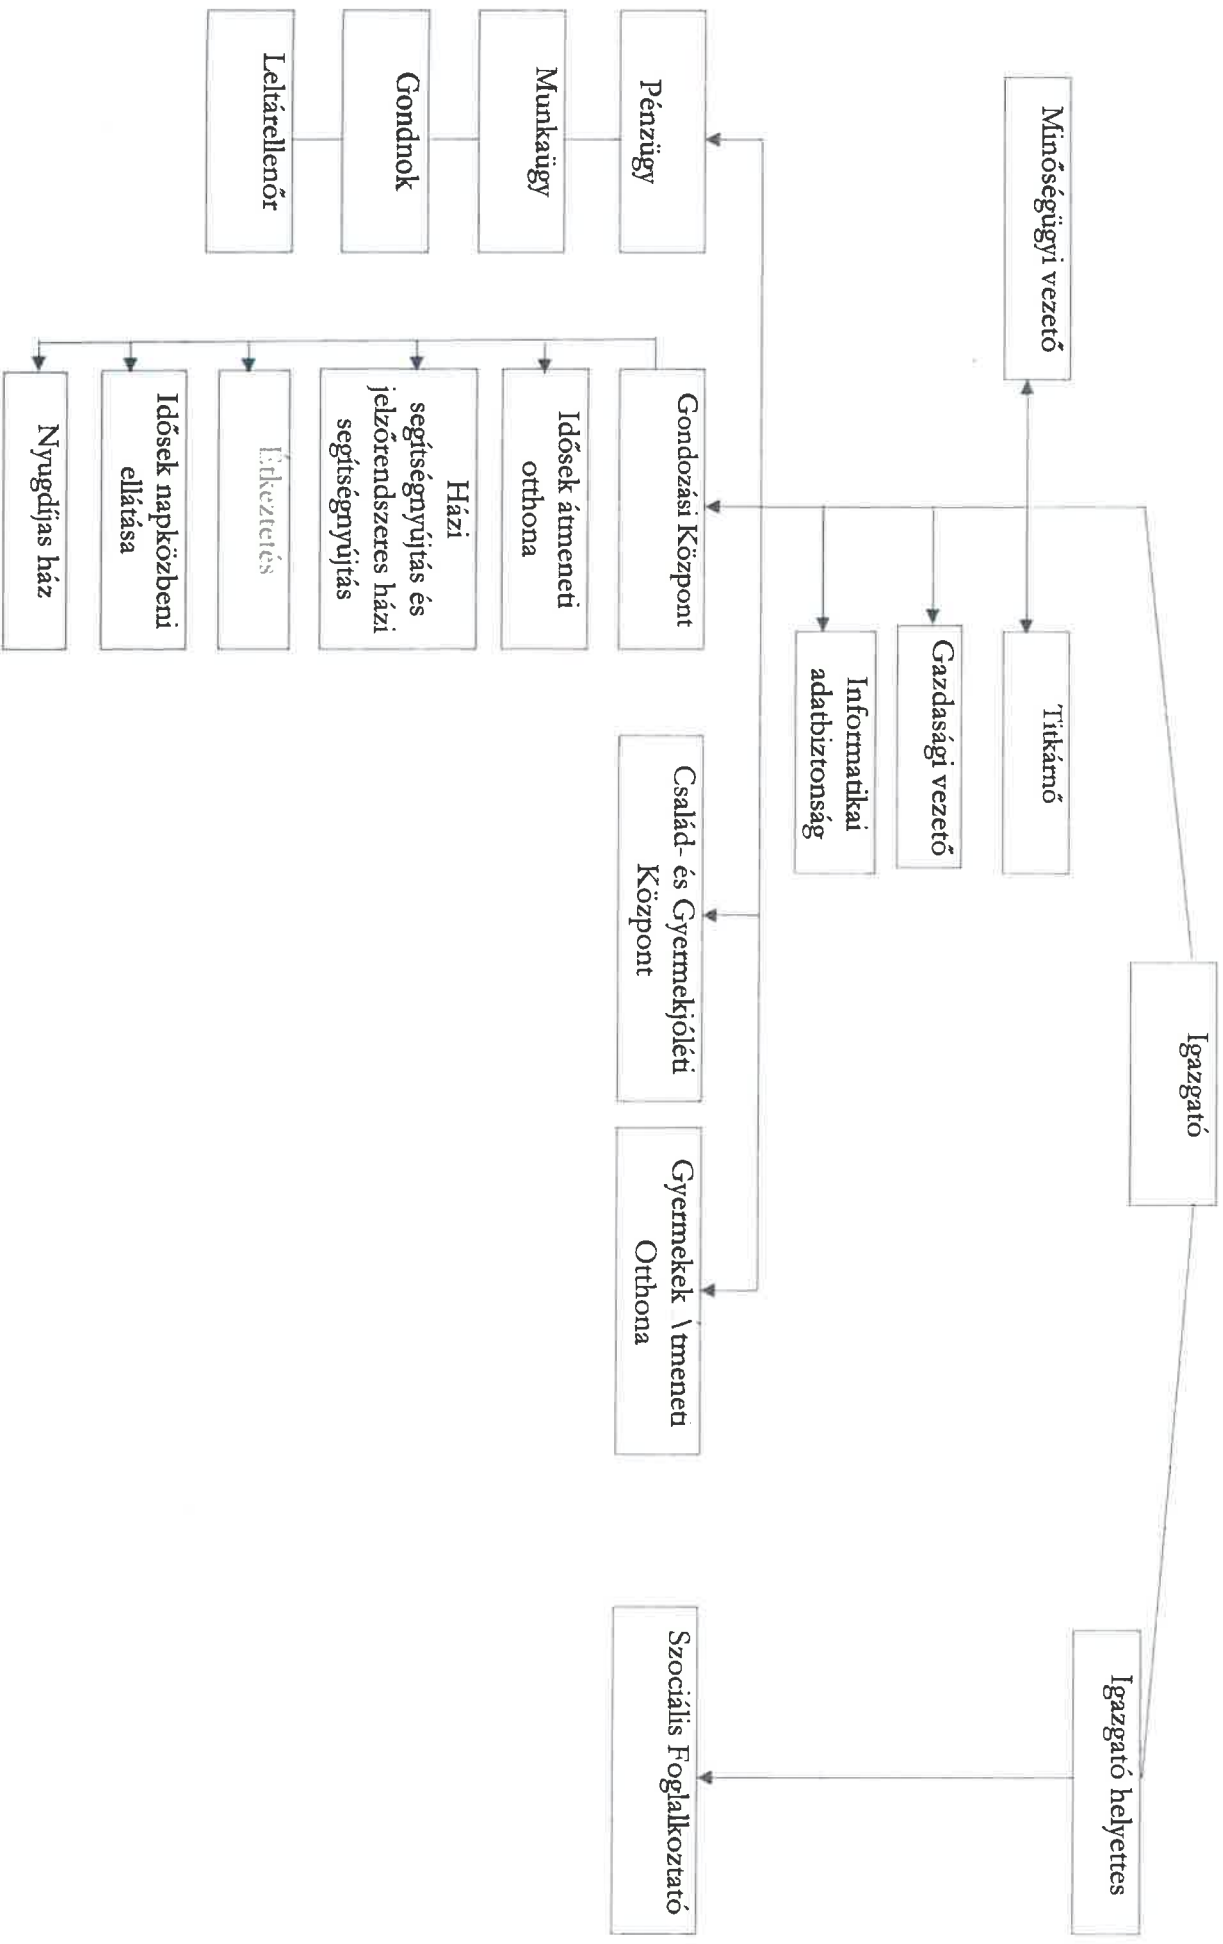 Igazgató
Igazgató helyettes
Minőségügyi vezető
Titkárnő
Gazdasági vezető
Informatikai
adatbiztonság
Pénzügy
Munkaügy
Gondnok
Leltárellenőr
Gondozási Központ
Idősek átmeneti
otthona
Házi
segítségnyújtás és
jelzőrendszeres házi
segítségnyújtás
Étkeztetés
Idősek napközbeni
ellátása
Nyugdíjas ház
Család- és Gyermekjóléti
Központ
Gyermekek Átmeneti
Otthona
Szociális Foglalkoztató